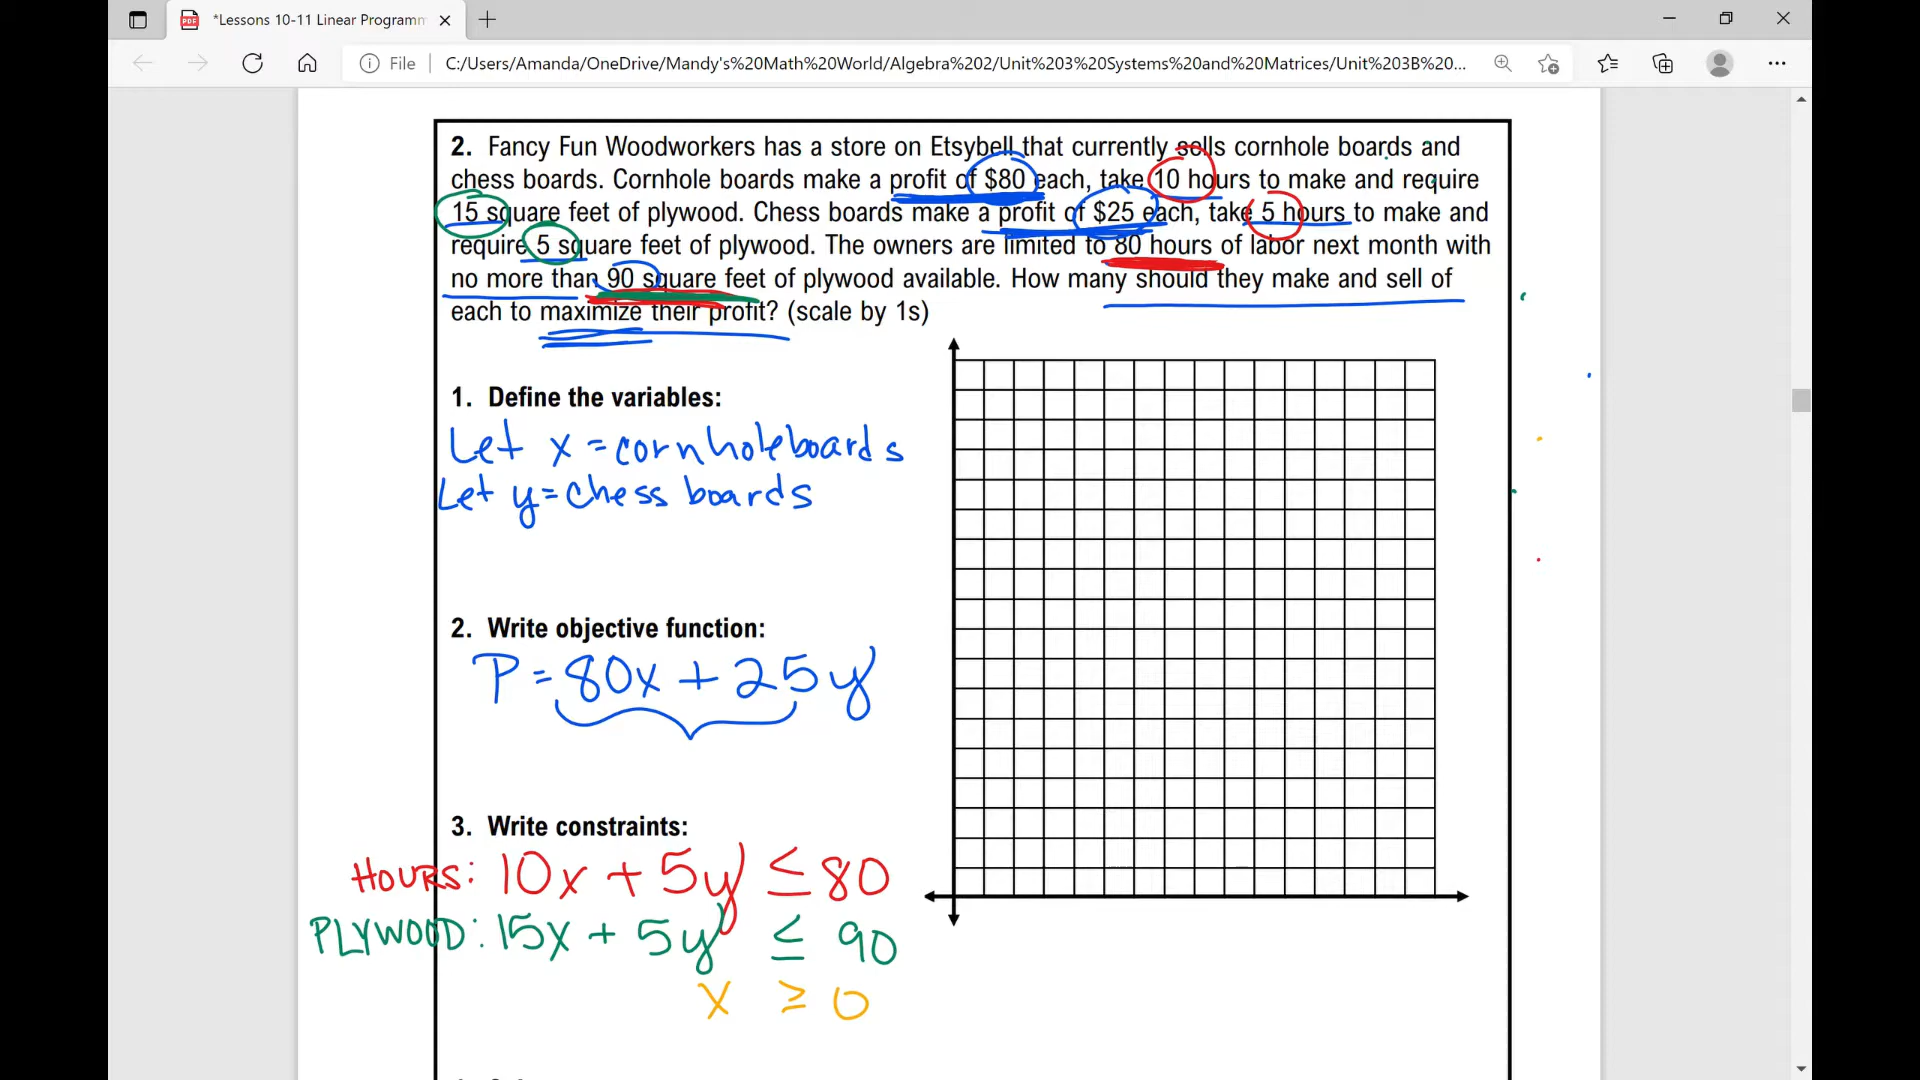 *Lessons 10-11 Linear Programm
File C:/Users/Amanda/OneDrive/Mandy's%20Math%20World/Algebra%202/Unit%203%20Systems%20and%20Matrices/Unit%203B%20...
2. Fancy Fun Woodworkers has a store on Etsybell that currently sells cornhole boards and
chess boards. Cornhole boards make a profit of $80 each, take 10 hours to make and require
15 square feet of plywood. Chess boards make a profit of $25 each, take 5 hours to make and
require 5 square feet of plywood. The owners are limited to 80 hours of labor next month with
no more than 90 square feet of plywood available. How many should they make and sell of
each to maximize their profit? (scale by 1s)
1. Define the variables:
Let x = cornholeboards
Let y = chess boards
2. Write objective function:
P = 80x + 25y
3. Write constraints:
HOURS: 10x + 5y ≤ 80
PLYWOOD: 15x + 5y ≤ 90
x ≥ 0